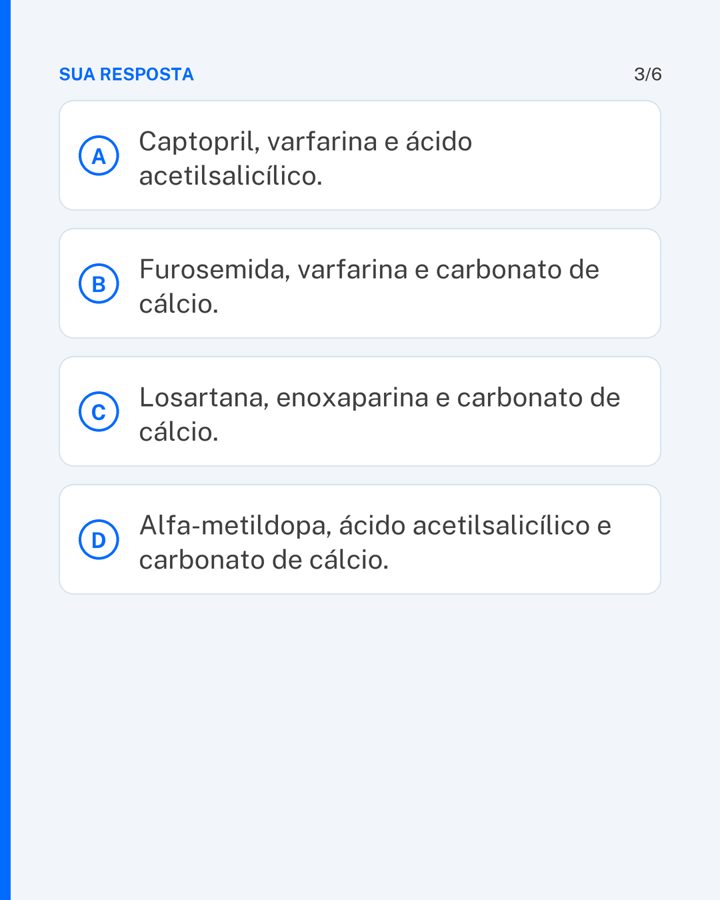 SUA RESPOSTA 3/6
A Captopril, varfarina e ácido
acetilsalicílico.
B Furosemida, varfarina e carbonato de
cálcio.
C Losartana, enoxaparina e carbonato de
cálcio.
D Alfa-metildopa, ácido acetilsalicílico e
carbonato de cálcio.